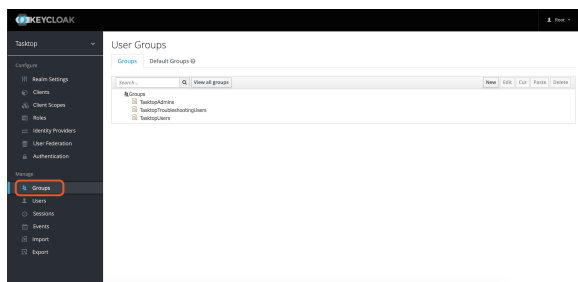 KEYCLOAK
Root
Tasktop
Configure
Realm Settings
Clients
Client Scopes
Roles
Identity Providers
User Federation
Authentication
Manage
Groups
Users
Sessions
Events
Import
Export
User Groups
Groups Default Groups
Search... View all groups New Edit Cut Paste Delete
Groups
TasktopAdmins
TasktopTroubleshootingUsers
TasktopUsers